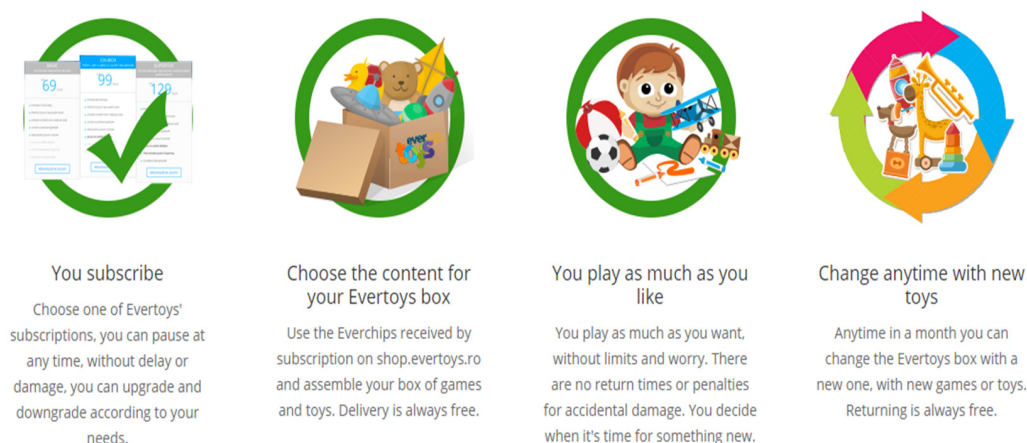 69
99
129
ever
toys
You subscribe
Choose one of Evertoys'
subscriptions, you can pause at
any time, without delay or
damage, you can upgrade and
downgrade according to your
needs.
Choose the content for
your Evertoys box
Use the Everchips received by
subscription on shop.evertoys.ro
and assemble your box of games
and toys. Delivery is always free.
You play as much as you
like
You play as much as you want,
without limits and worry. There
are no return times or penalties
for accidental damage. You decide
when it's time for something new.
Change anytime with new
toys
Anytime in a month you can
change the Evertoys box with a
new one, with new games or toys.
Returning is always free.